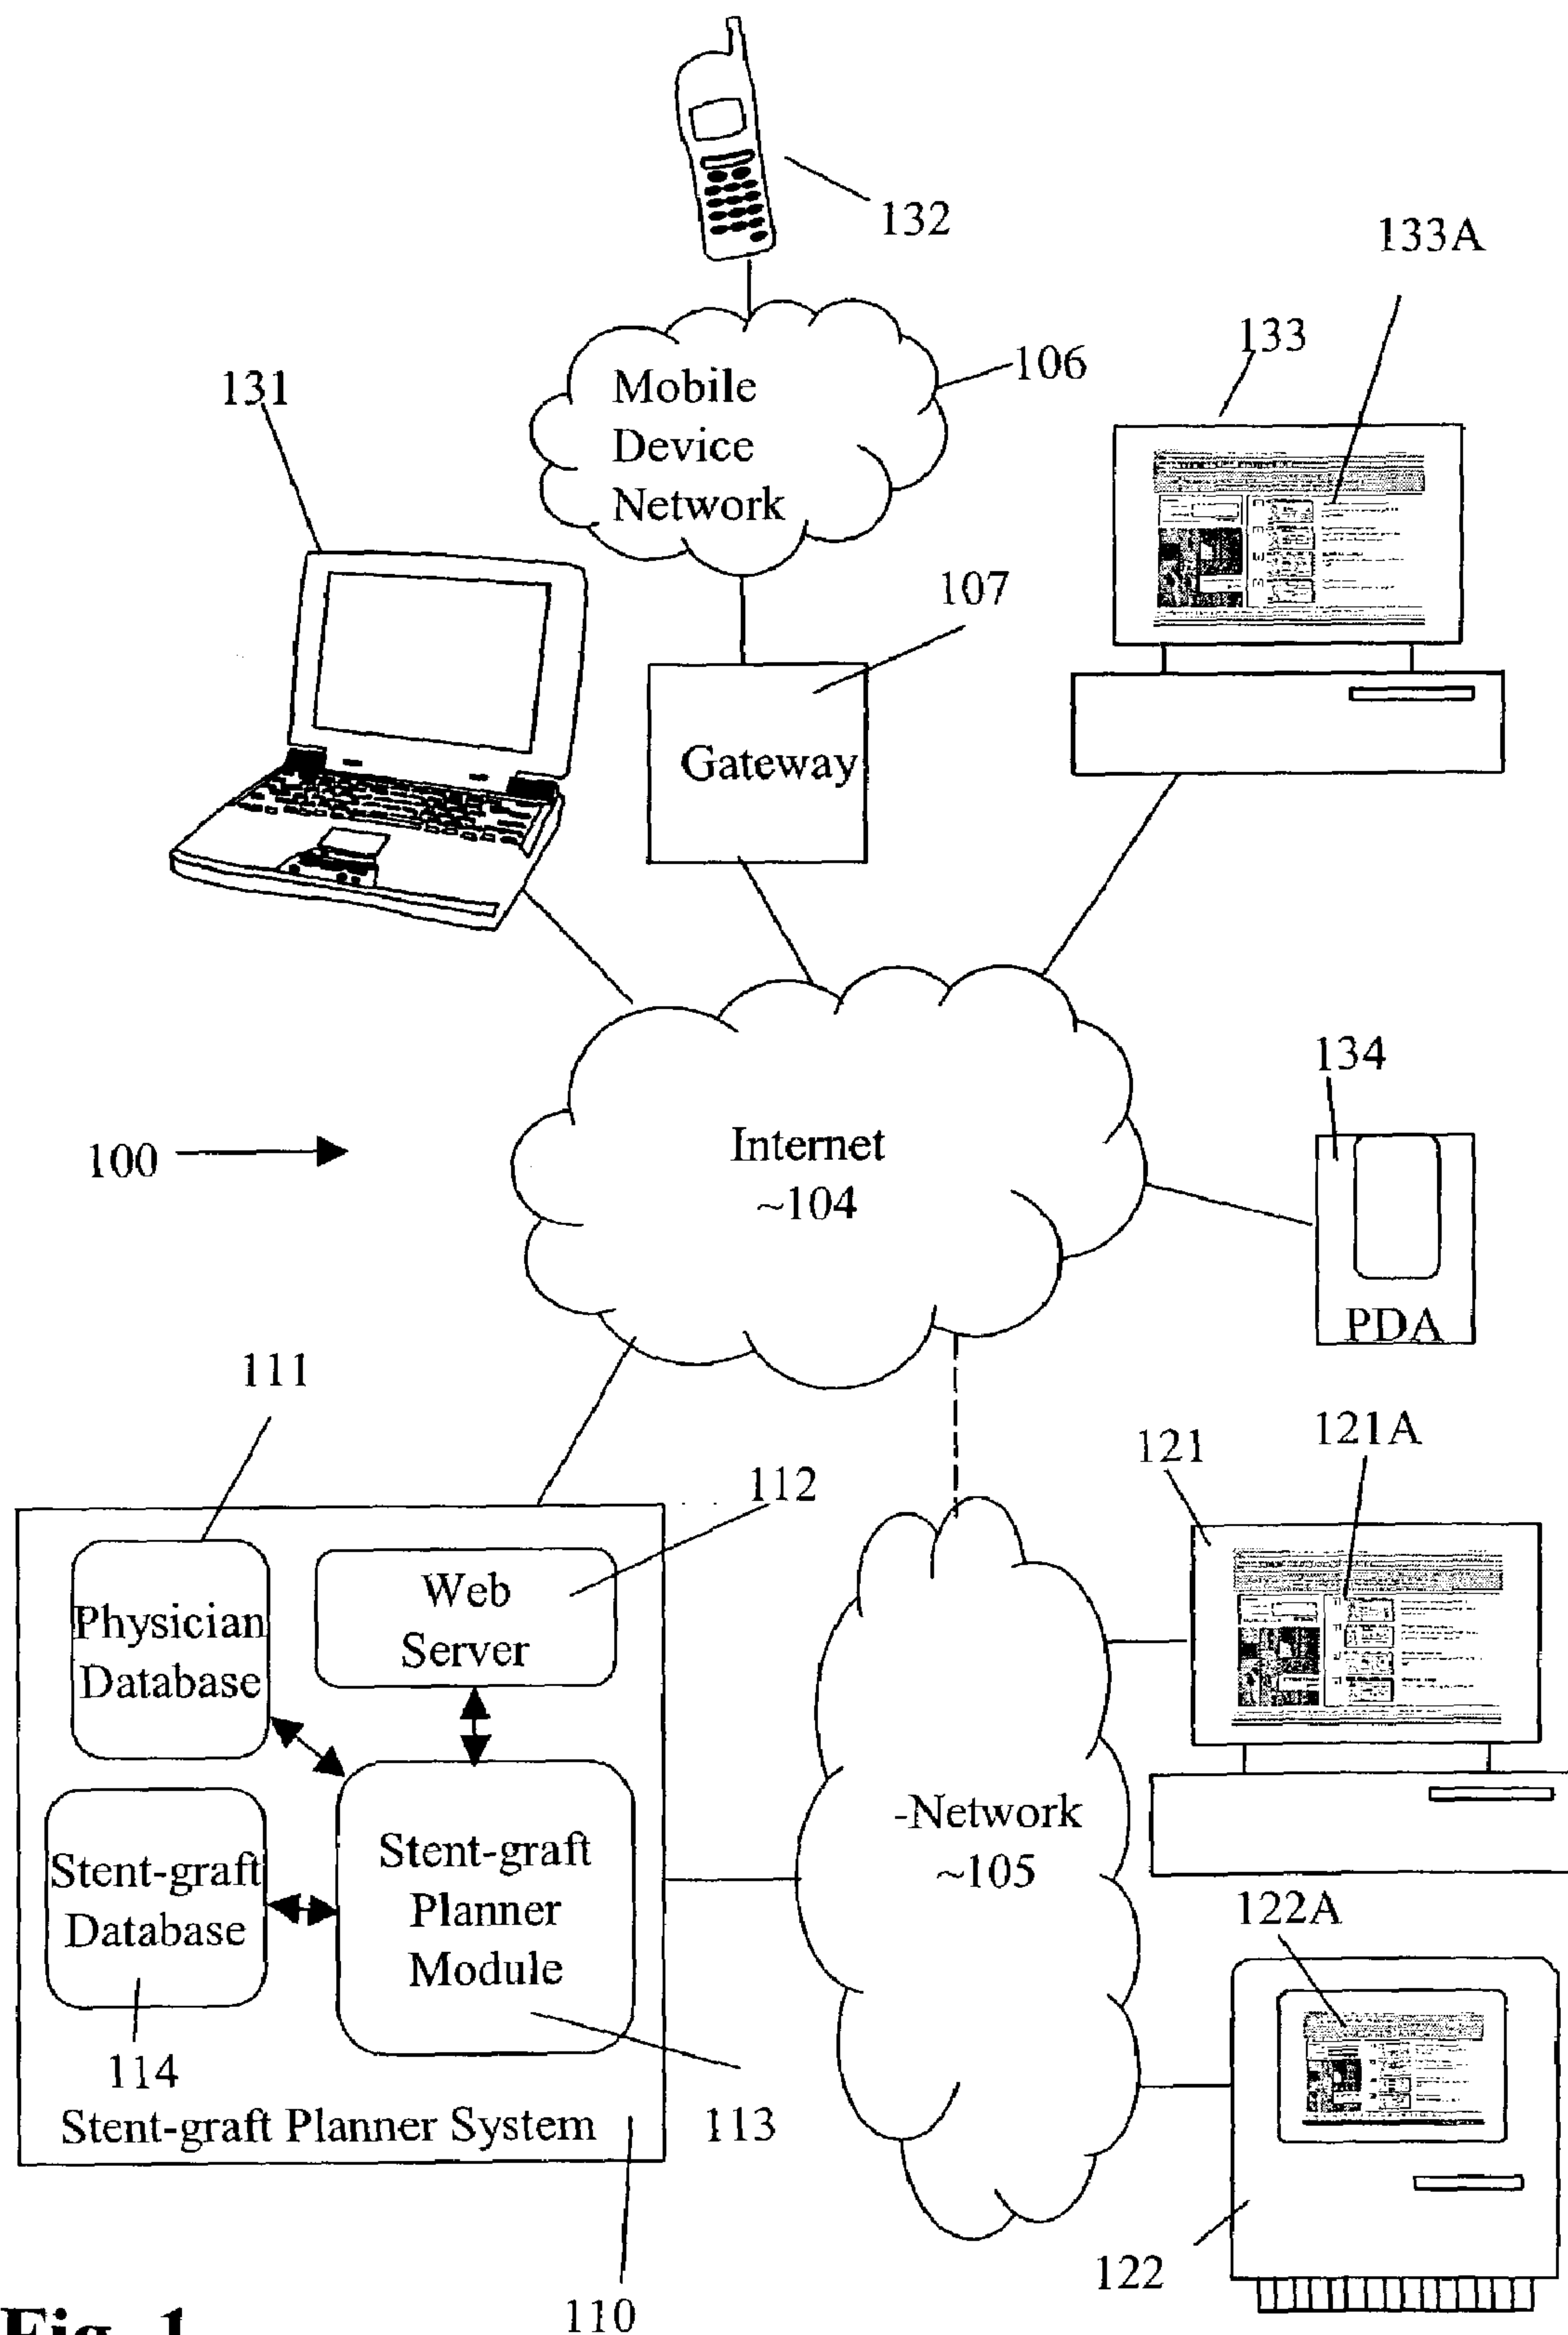 132
133A
133
106
131
Mobile
Device
Network
107
Gateway
134
100
Internet
~104
PDA
111
121A
121
112
Web
Server
Physician
Database
-Network
~105
Stent-graft
Planner
Module
Stent-graft
Database
122A
114
113
Stent-graft Planner System
122
110
Fig. 1